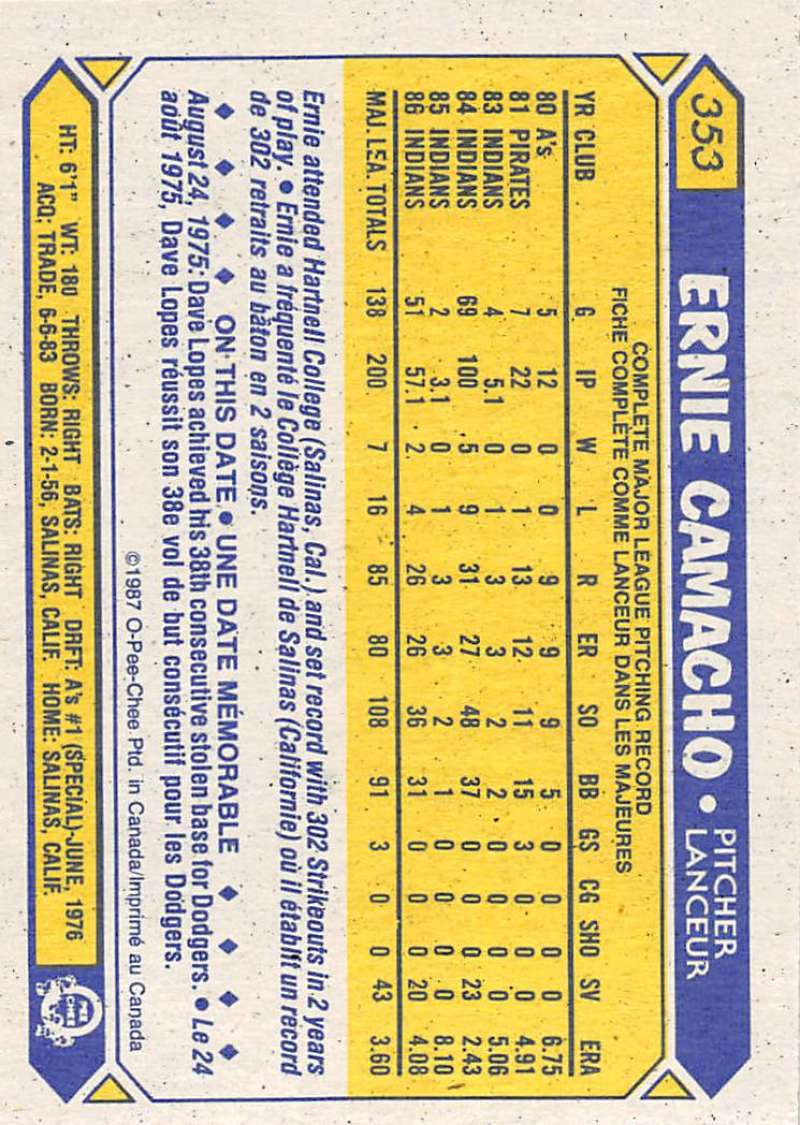 353 ERNIE CAMACHO • PITCHER LANCEUR
COMPLETE MAJOR LEAGUE PITCHING RECORD
FICHE COMPLÈTE COMME LANCEUR DANS LES MAJEURES
YR CLUB G IP W L R ER SO BB GS CG SHO SV ERA
80 A's 5 12 0 0 9 9 9 5 0 0 0 0 6.75
81 PIRATES 7 22 0 1 13 12 11 15 3 0 0 0 4.91
83 INDIANS 4 5.1 0 1 3 3 2 2 0 0 0 0 5.06
84 INDIANS 69 100 5 9 31 27 48 37 0 0 0 23 2.43
85 INDIANS 2 3.1 0 1 3 3 2 1 0 0 0 0 8.10
86 INDIANS 51 57.1 2 4 26 26 36 31 0 0 0 20 4.08
MAJ. LEA. TOTALS 138 200 7 16 85 80 108 91 3 0 0 43 3.60
Ernie attended Hartnell College (Salinas, Cal.) and set record with 302 Strikeouts in 2 years
of play. • Ernie a fréquenté le Collège Hartnell de Salinas (Californie) où il établit un record
de 302 retraits au bâton en 2 saisons.
◆ ◆ ◆ ◆ ON THIS DATE • UNE DATE MÉMORABLE ◆ ◆ ◆ ◆
August 24, 1975: Dave Lopes achieved his 38th consecutive stolen base for Dodgers. • Le 24
août 1975, Dave Lopes réussit son 38e vol de but consécutif pour les Dodgers.
©1987 O-Pee-Chee Ptd. in Canada/Imprimé au Canada
HT: 6'1" WT: 180 THROWS: RIGHT BATS: RIGHT DRFT: A's #1 (SPECIAL)-JUNE, 1976
ACQ: TRADE, 6-6-83 BORN: 2-1-56, SALINAS, CALIF. HOME: SALINAS, CALIF.
O PEE CHEE